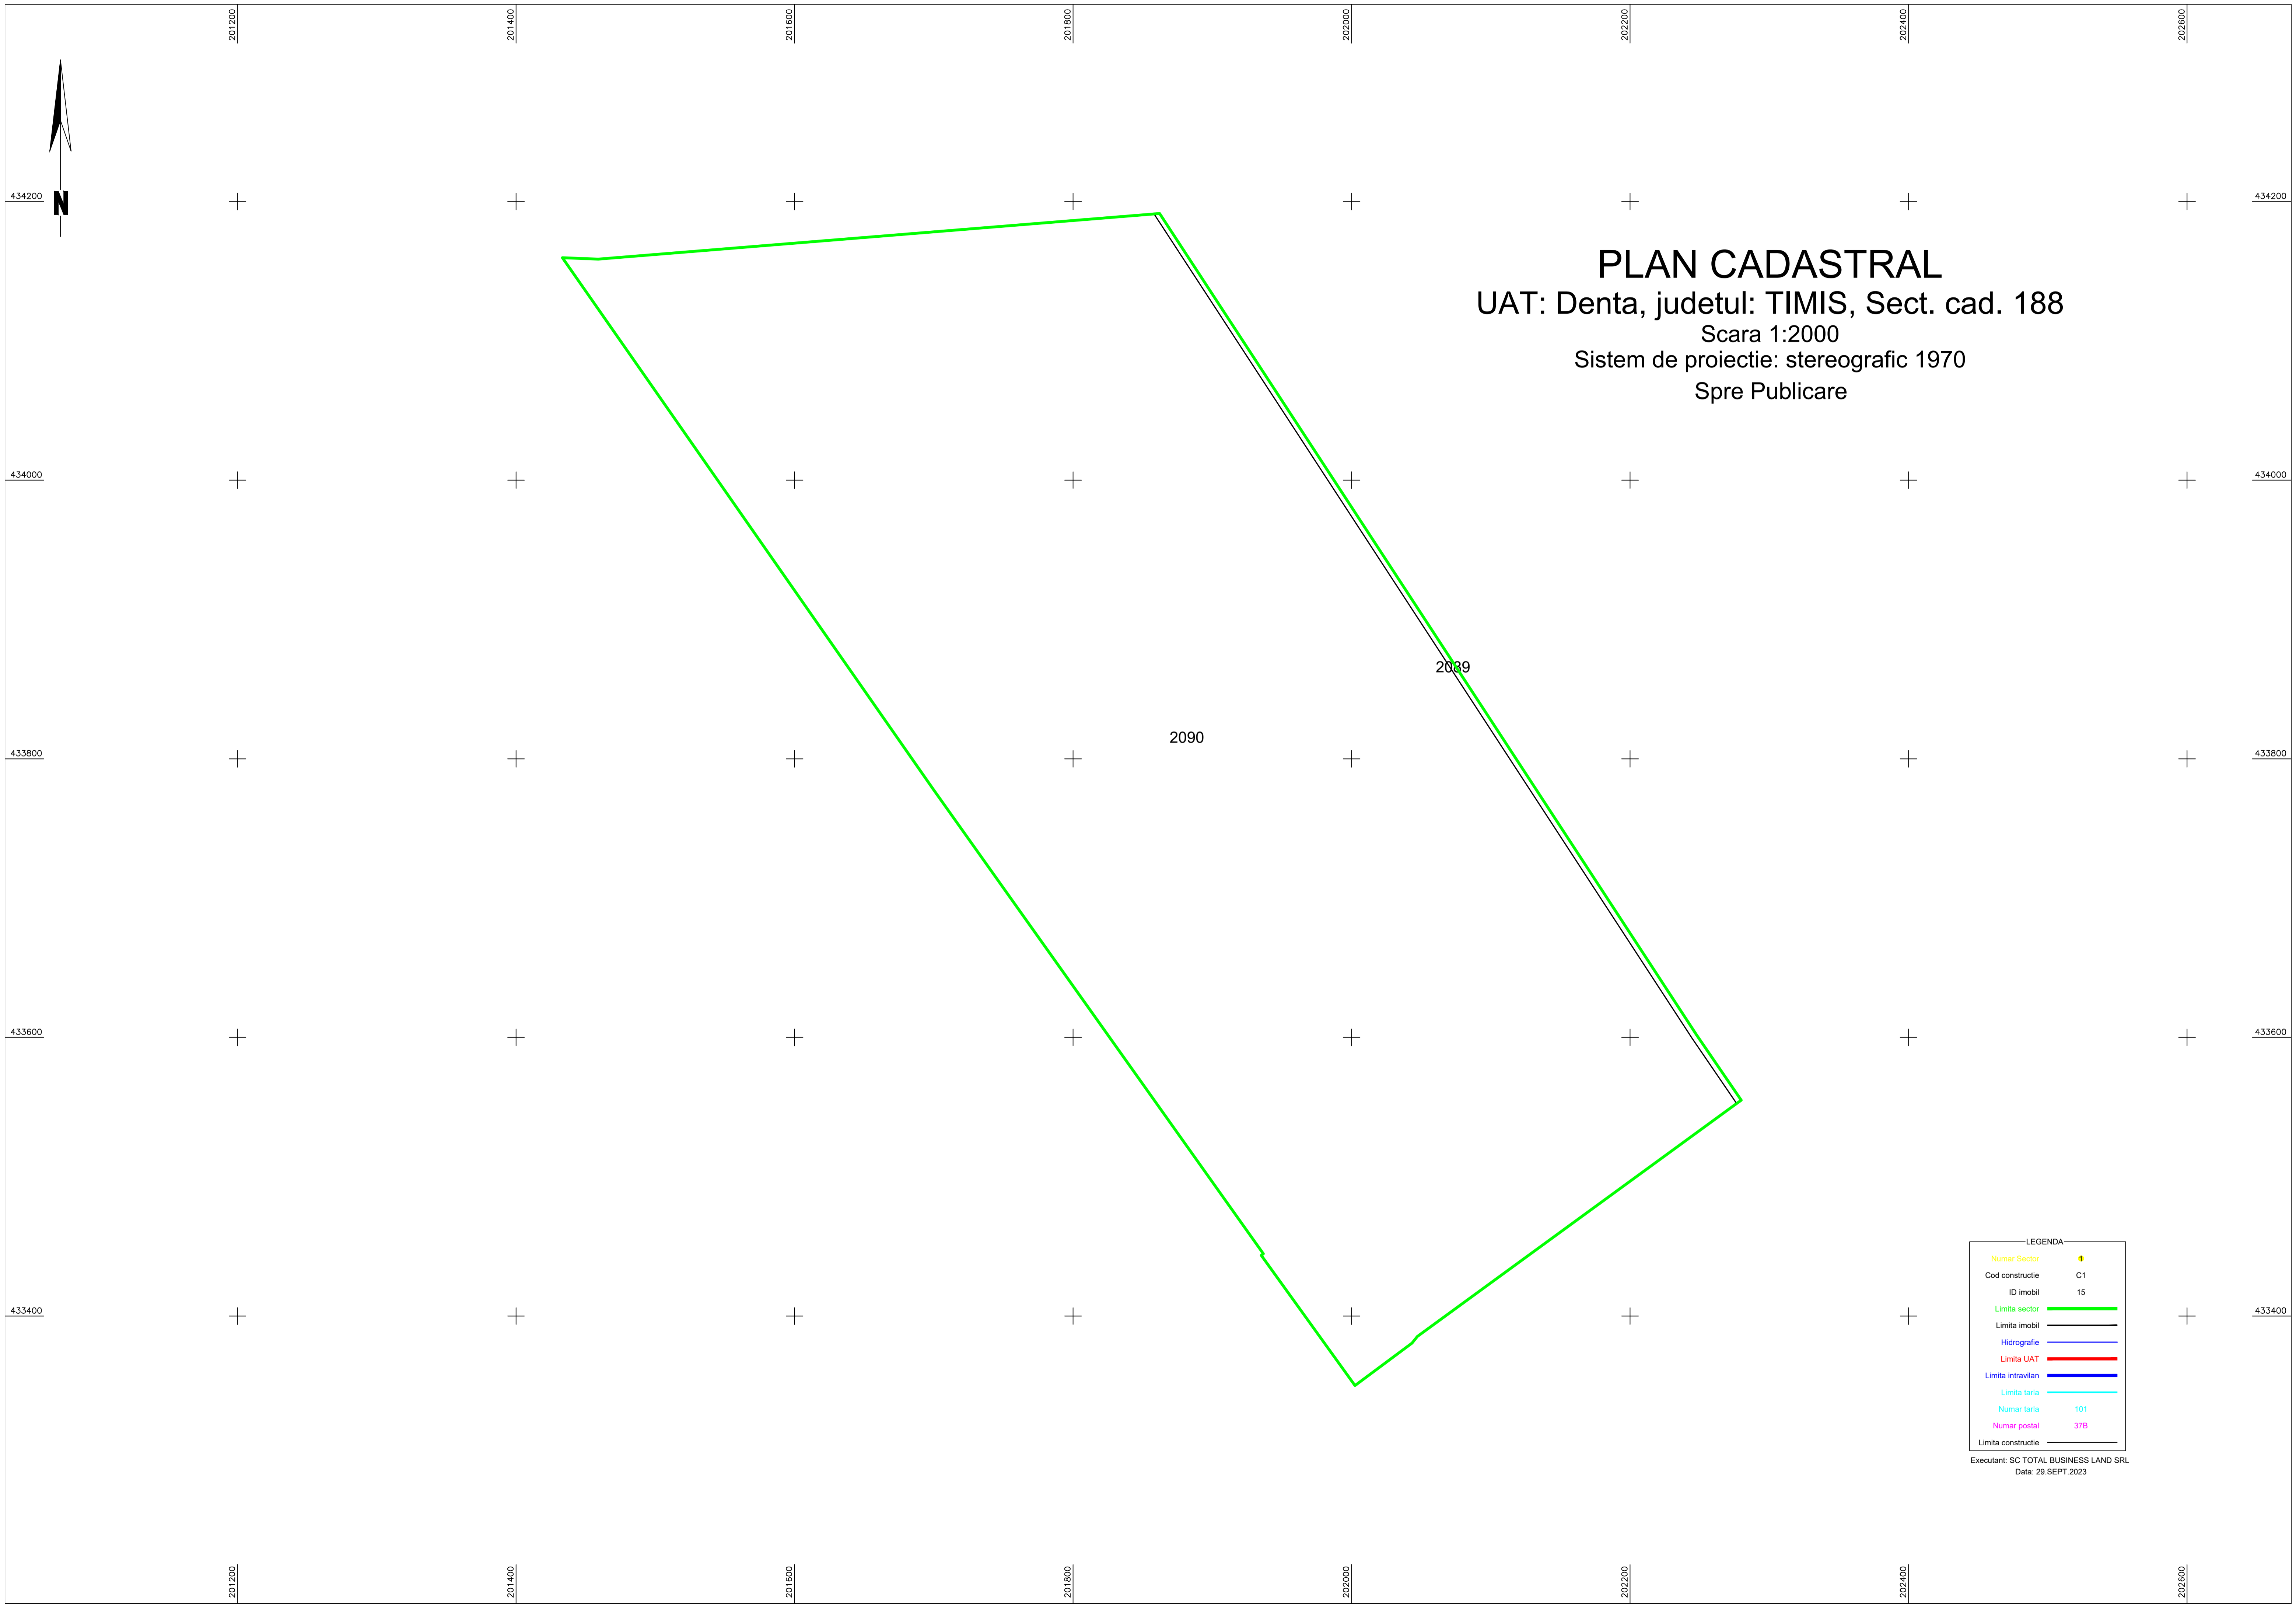 201200 201400 201600 201800 202000 202200 202400 202600
N
434200 434200
PLAN CADASTRAL
UAT: Denta, judetul: TIMIS, Sect. cad. 188
Scara 1:2000
Sistem de proiectie: stereografic 1970
Spre Publicare
434000 434000
2089
2090
433800 433800
433600 433600
433400 433400
LEGENDA
Numar Sector 1
Cod constructie C1
ID imobil 15
Limita sector
Limita imobil
Hidrografie
Limita UAT
Limita intravilan
Limita tarla
Numar tarla 101
Numar postal 37B
Limita constructie
Executant: SC TOTAL BUSINESS LAND SRL
Data: 29.SEPT.2023
201200 201400 201600 201800 202000 202200 202400 202600